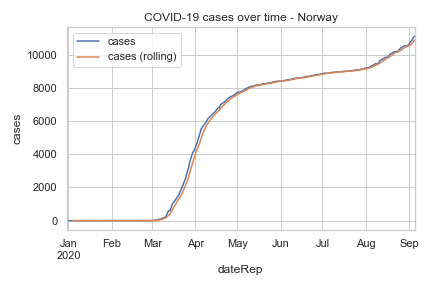 COVID-19 cases over time - Norway
cases
cases (rolling)
10000
8000
6000
4000
2000
0
cases
Jan Feb Mar Apr May Jun Jul Aug Sep
2020
dateRep